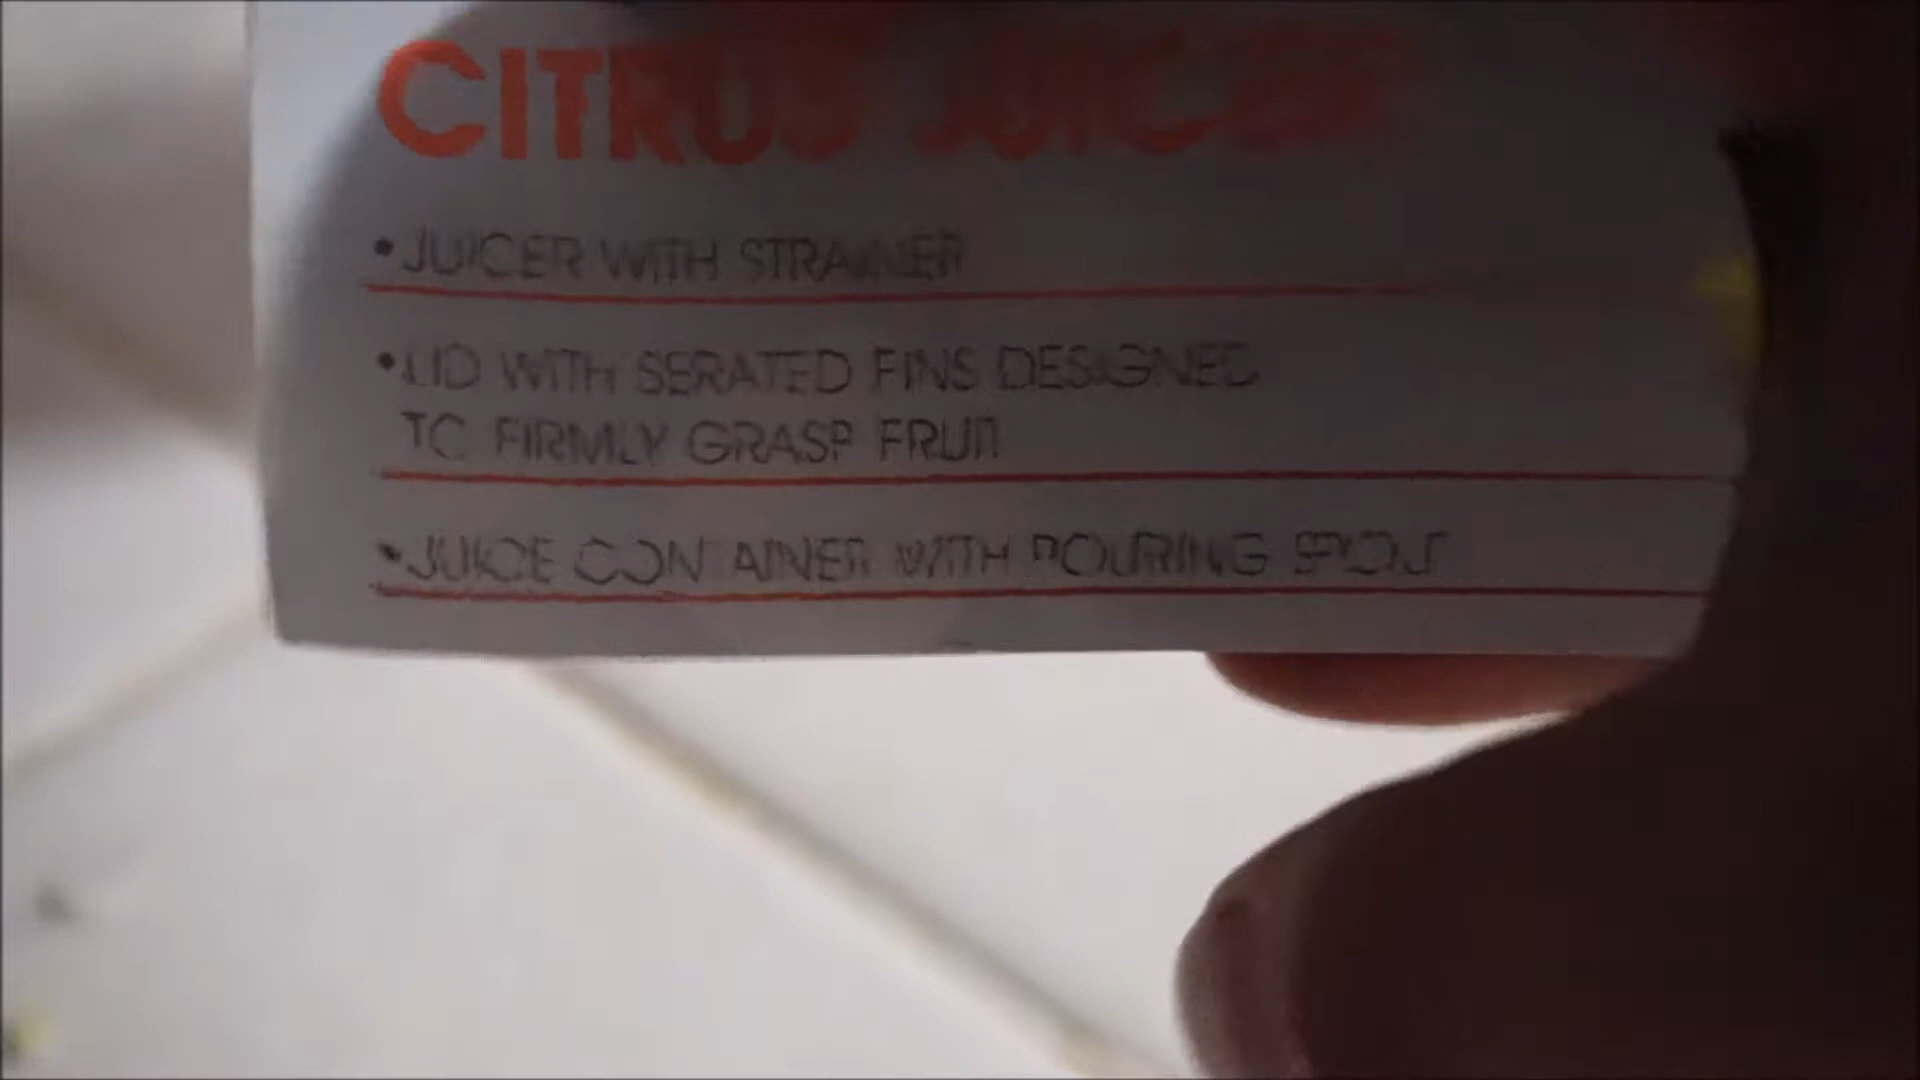 CITRUS JUICER
• JUICER WITH STRAINER
• LID WITH SERATED FINS DESIGNED
TO FIRMLY GRASP FRUIT
• JUICE CONTAINER WITH POURING SPOUT